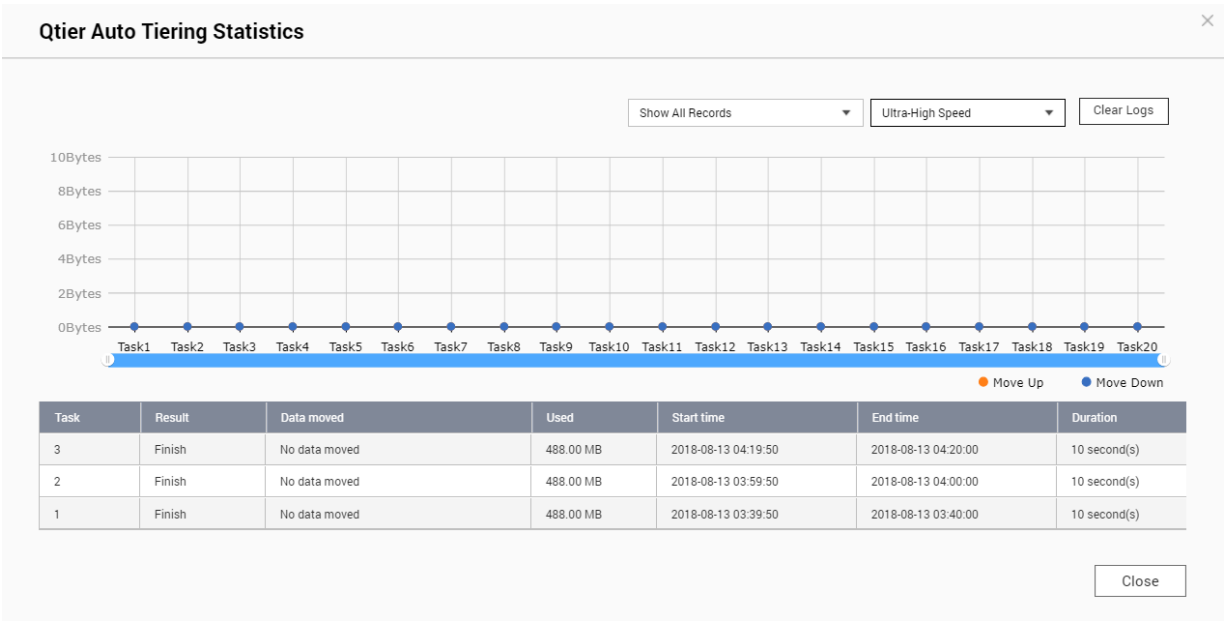 Qtier Auto Tiering Statistics
Show All Records Ultra-High Speed Clear Logs
10Bytes
8Bytes
6Bytes
4Bytes
2Bytes
0Bytes
Task1 Task2 Task3 Task4 Task5 Task6 Task7 Task8 Task9 Task10 Task11 Task12 Task13 Task14 Task15 Task16 Task17 Task18 Task19 Task20
Move Up Move Down
Task Result Data moved Used Start time End time Duration
3 Finish No data moved 488.00 MB 2018-08-13 04:19:50 2018-08-13 04:20:00 10 second(s)
2 Finish No data moved 488.00 MB 2018-08-13 03:59:50 2018-08-13 04:00:00 10 second(s)
1 Finish No data moved 488.00 MB 2018-08-13 03:39:50 2018-08-13 03:40:00 10 second(s)
Close